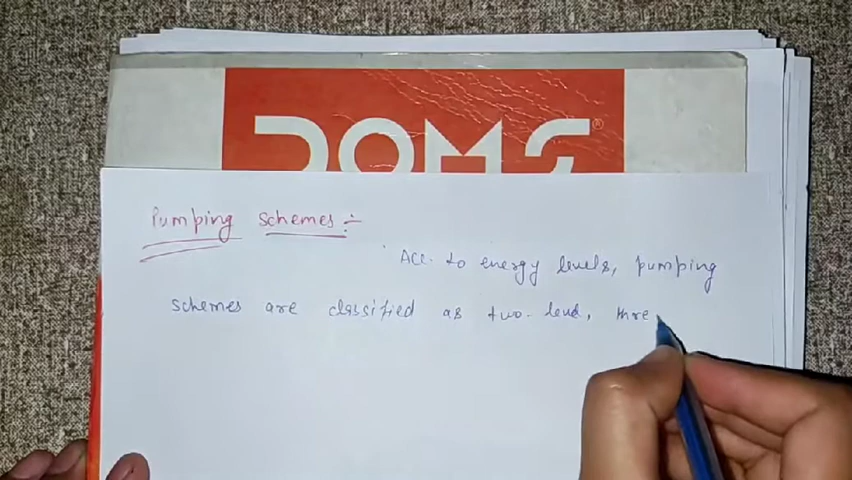 DOMS®
Pumping Schemes :-
Acc. to energy levels, pumping
schemes are classified as two-level, thre